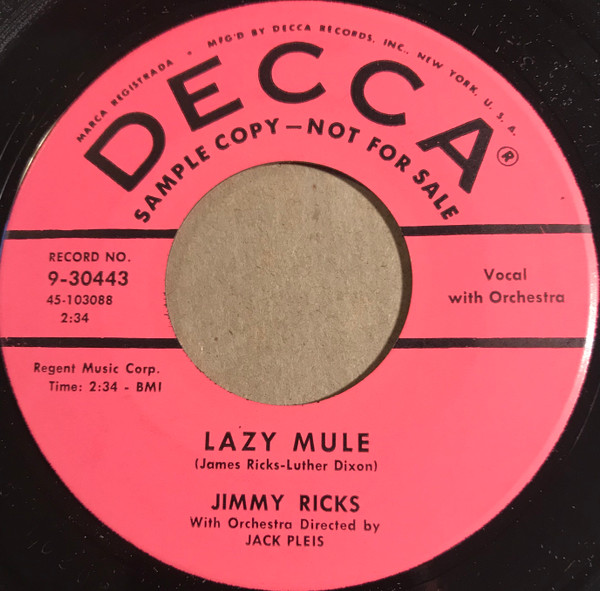 MARCA REGISTRADA • MFG'D BY DECCA RECORDS, INC., NEW YORK, U. S. A.
DECCA®
SAMPLE COPY—NOT FOR SALE
RECORD NO.
9-30443
45-103088
2:34
Vocal
with Orchestra
Regent Music Corp.
Time: 2:34 - BMI
LAZY MULE
(James Ricks-Luther Dixon)
JIMMY RICKS
With Orchestra Directed by
JACK PLEIS